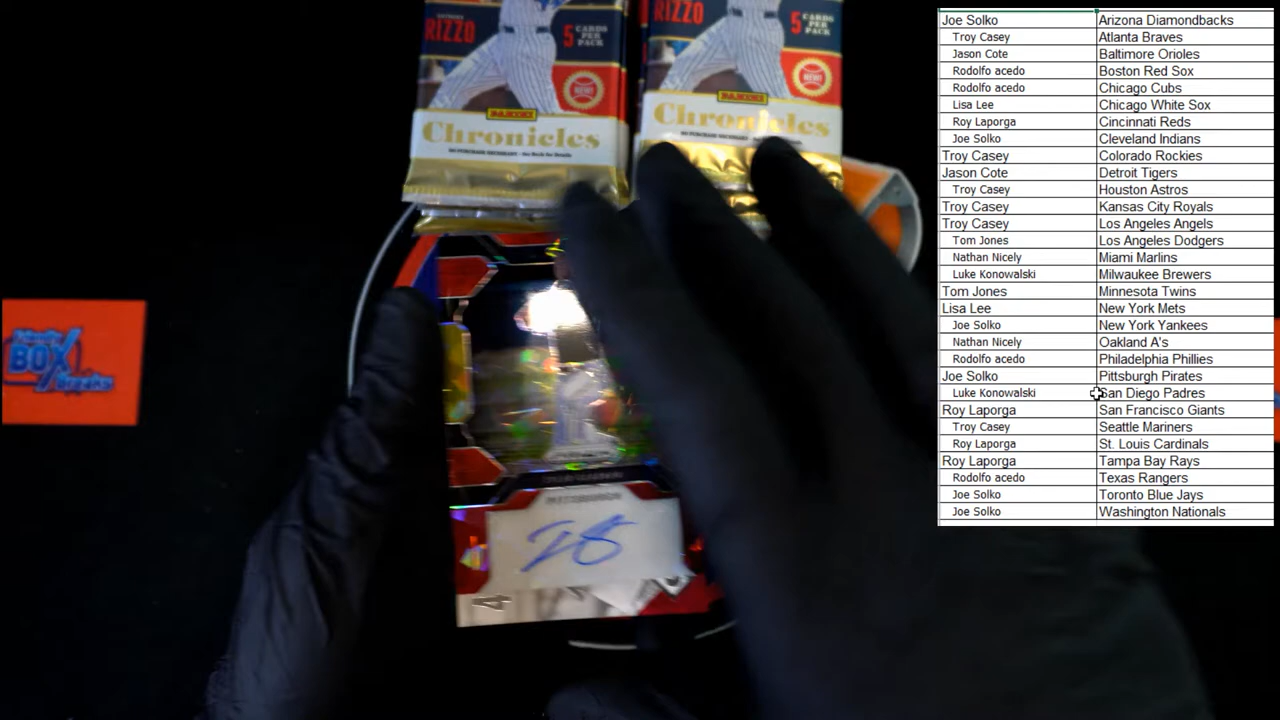 RIZZO
5 CARDS
PER
PACK
NEW!
PANINI
Chronicles
RIZZO
5 CARDS
PER
PACK
NEW!
PANINI
Chronicles
BOX
Breaks
PITTSBURGH
Joe Solko Arizona Diamondbacks
Troy Casey Atlanta Braves
Jason Cote Baltimore Orioles
Rodolfo acedo Boston Red Sox
Rodolfo acedo Chicago Cubs
Lisa Lee Chicago White Sox
Roy Laporga Cincinnati Reds
Joe Solko Cleveland Indians
Troy Casey Colorado Rockies
Jason Cote Detroit Tigers
Troy Casey Houston Astros
Troy Casey Kansas City Royals
Troy Casey Los Angeles Angels
Tom Jones Los Angeles Dodgers
Nathan Nicely Miami Marlins
Luke Konowalski Milwaukee Brewers
Tom Jones Minnesota Twins
Lisa Lee New York Mets
Joe Solko New York Yankees
Nathan Nicely Oakland A's
Rodolfo acedo Philadelphia Phillies
Joe Solko Pittsburgh Pirates
Luke Konowalski San Diego Padres
Roy Laporga San Francisco Giants
Troy Casey Seattle Mariners
Roy Laporga St. Louis Cardinals
Roy Laporga Tampa Bay Rays
Rodolfo acedo Texas Rangers
Joe Solko Toronto Blue Jays
Joe Solko Washington Nationals